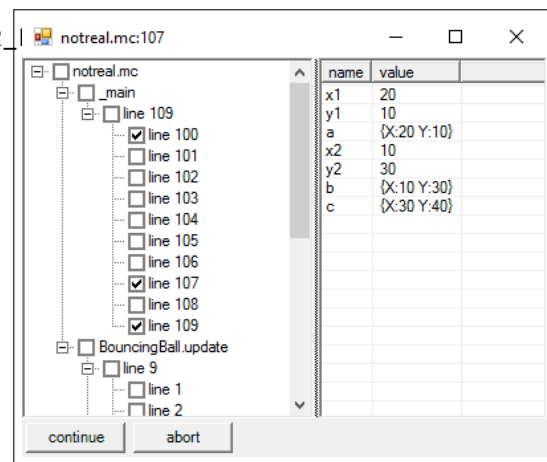 notreal.mc:107
notreal.mc
_main
line 109
line 100
line 101
line 102
line 103
line 104
line 105
line 106
line 107
line 108
line 109
BouncingBall.update
line 9
line 1
line 2
name value
x1 20
y1 10
a {X:20 Y:10}
x2 10
y2 30
b {X:10 Y:30}
c {X:30 Y:40}
continue abort